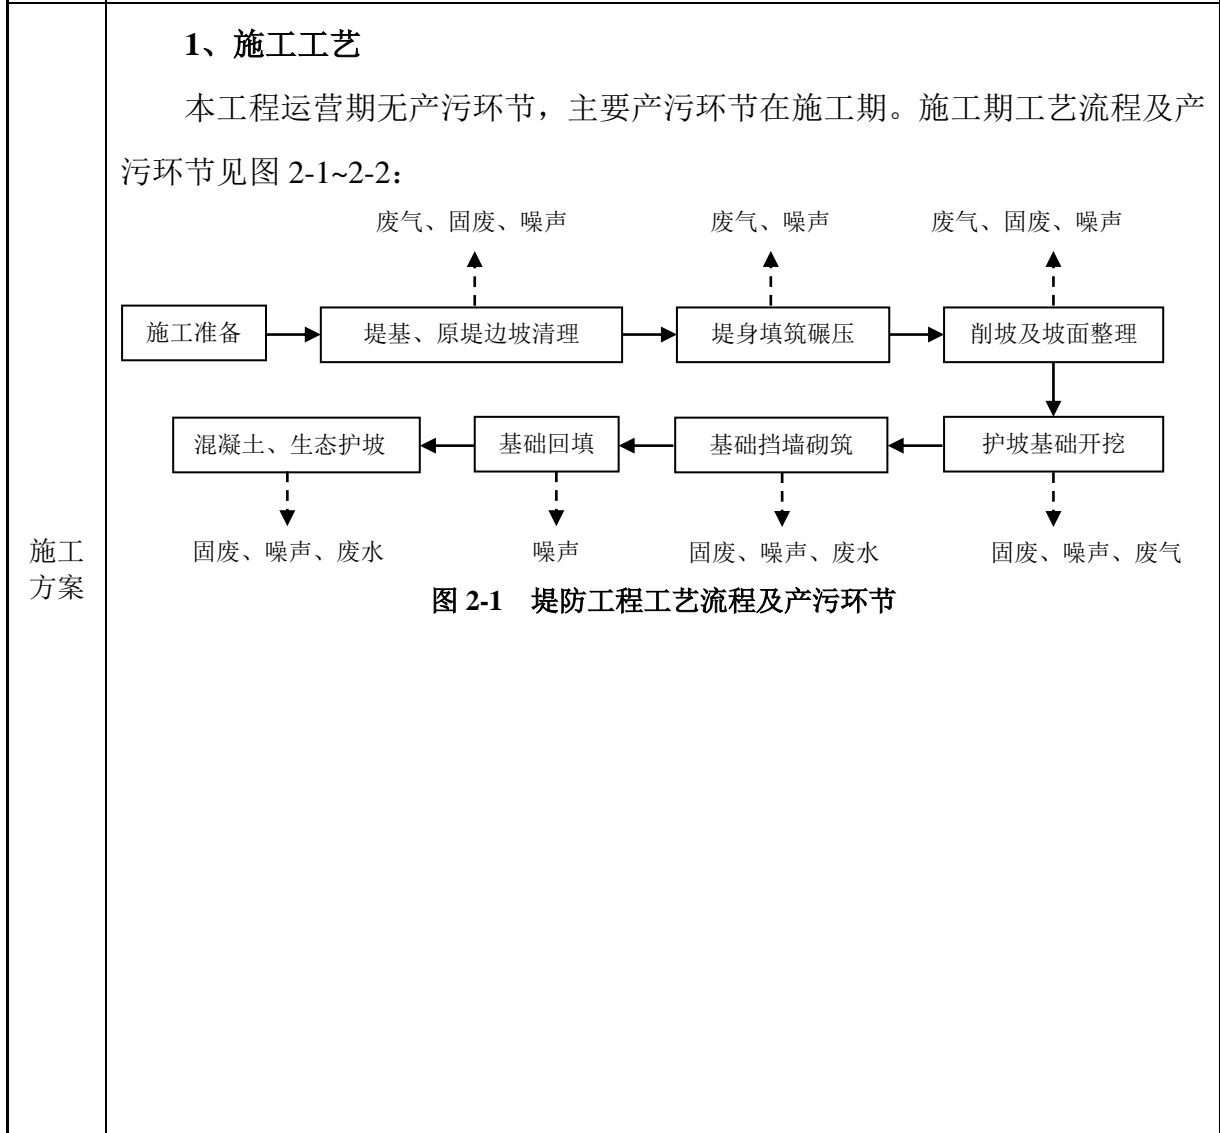 1、施工工艺
本工程运营期无产污环节，主要产污环节在施工期。施工期工艺流程及产
污环节见图 2-1~2-2：
废气、固废、噪声 废气、噪声 废气、固废、噪声
施工准备 堤基、原堤边坡清理 堤身填筑碾压 削坡及坡面整理
混凝土、生态护坡 基础回填 基础挡墙砌筑 护坡基础开挖
固废、噪声、废水 噪声 固废、噪声、废水 固废、噪声、废气
图 2-1 堤防工程工艺流程及产污环节
施工
方案